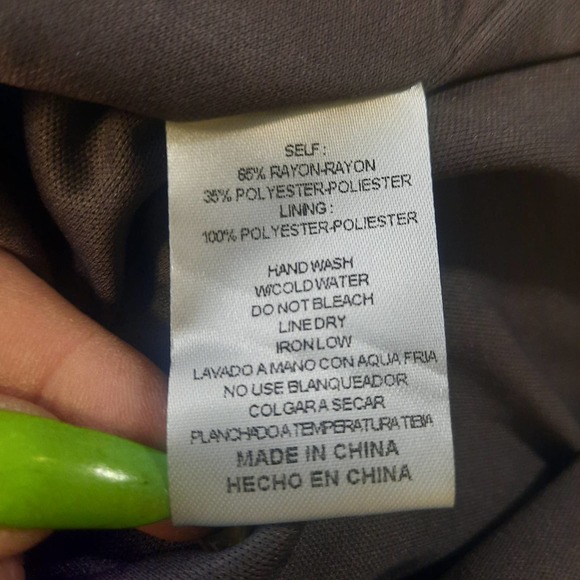 SELF :
65% RAYON-RAYON
35% POLYESTER-POLIESTER
LINING :
100% POLYESTER-POLIESTER
HAND WASH
W/COLD WATER
DO NOT BLEACH
LINE DRY
IRON LOW
LAVADO A MANO CON AQUA FRIA
NO USE BLANQUEADOR
COLGAR A SECAR
PLANCHADO A TEMPERATURA TIBIA
MADE IN CHINA
HECHO EN CHINA